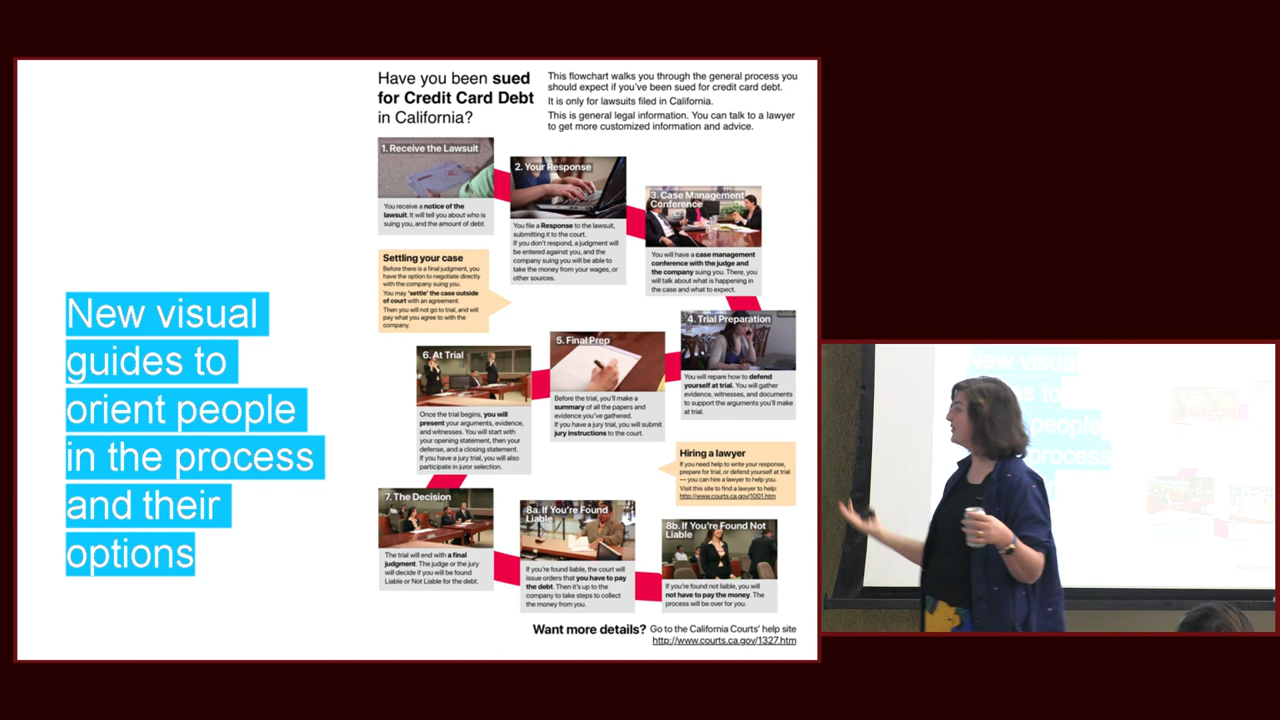 New visual
guides to
orient people
in the process
and their
options
Have you been sued
for Credit Card Debt
in California?
This flowchart walks you through the general process you
should expect if you've been sued for credit card debt.
It is only for lawsuits filed in California.
This is general legal information. You can talk to a lawyer
to get more customized information and advice.
1. Receive the Lawsuit
You receive a notice of the
lawsuit. It will tell you about who is
suing you, and the amount of debt.
2. Your Response
You file a Response to the lawsuit,
submitting it to the court.
If you don't respond, a judgment will
be entered against you, and the
company suing you will be able to
take the money from your wages, or
other sources.
3. Case Management
Conference
You will have a case management
conference with the judge and
the company suing you. There, you
will talk about what is happening in
the case and what to expect.
Settling your case
Before there is a final judgment, you
have the option to negotiate directly
with the company suing you.
You may 'settle' the case outside
of court with an agreement.
Then you will not go to trial, and will
pay what you agree to with the
company.
4. Trial Preparation
You will repare how to defend
yourself at trial. You will gather
evidence, witnesses, and documents
to support the arguments you'll make
at trial.
5. Final Prep
Before the trial, you'll make a
summary of all the papers and
evidence you've gathered.
If you have a jury trial, you will submit
jury instructions to the court.
6. At Trial
Once the trial begins, you will
present your arguments, evidence,
and witnesses. You will start with
your opening statement, then your
defense, and a closing statement.
If you have a jury trial, you will also
participate in juror selection.
Hiring a lawyer
If you need help to write your response,
prepare for trial, or defend yourself at trial
— you can hire a lawyer to help you.
Visit this site to find a lawyer to help:
http://www.courts.ca.gov/1001.htm
7. The Decision
The trial will end with a final
judgment. The judge or the jury
will decide if you will be found
Liable or Not Liable for the debt.
8a. If You're Found
Liable
If you're found liable, the court will
issue orders that you have to pay
the debt. Then it's up to the
company to take steps to collect
the money from you.
8b. If You're Found Not
Liable
If you're found not liable, you will
not have to pay the money. The
process will be over for you.
Want more details? Go to the California Courts' help site
http://www.courts.ca.gov/1327.htm
New visual
to
people
process